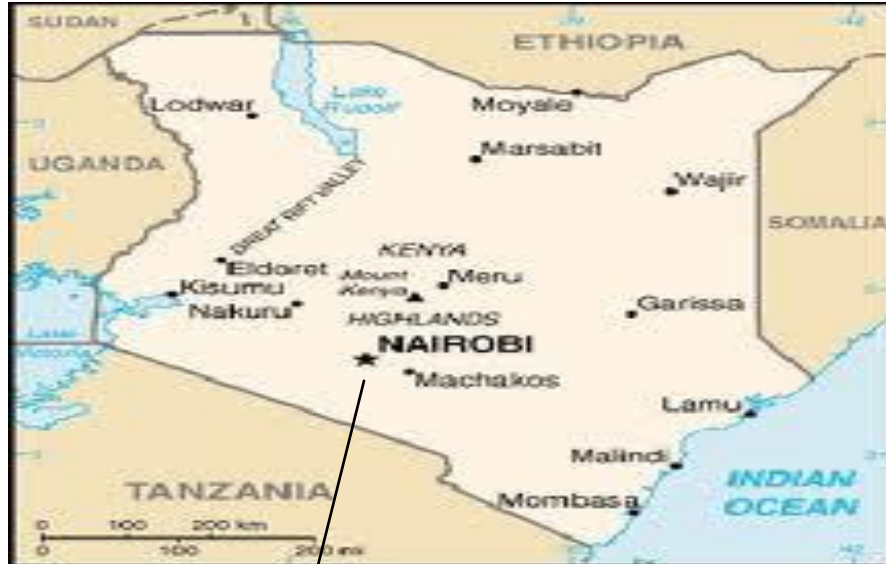 SUDAN
ETHIOPIA
Lake
Rudolf
Lodwar
Moyale
Marsabit
UGANDA
Wajir
SOMALIA
GREAT RIFT VALLEY
KENYA
Eldoret
Mount
Kenya
Meru
Kisumu
Nakuru
Garissa
HIGHLANDS
Lake
Victoria
NAIROBI
Machakos
Lamu
Malindi
INDIAN
OCEAN
TANZANIA
Mombasa
0 100 200 km
0 100 200 mi